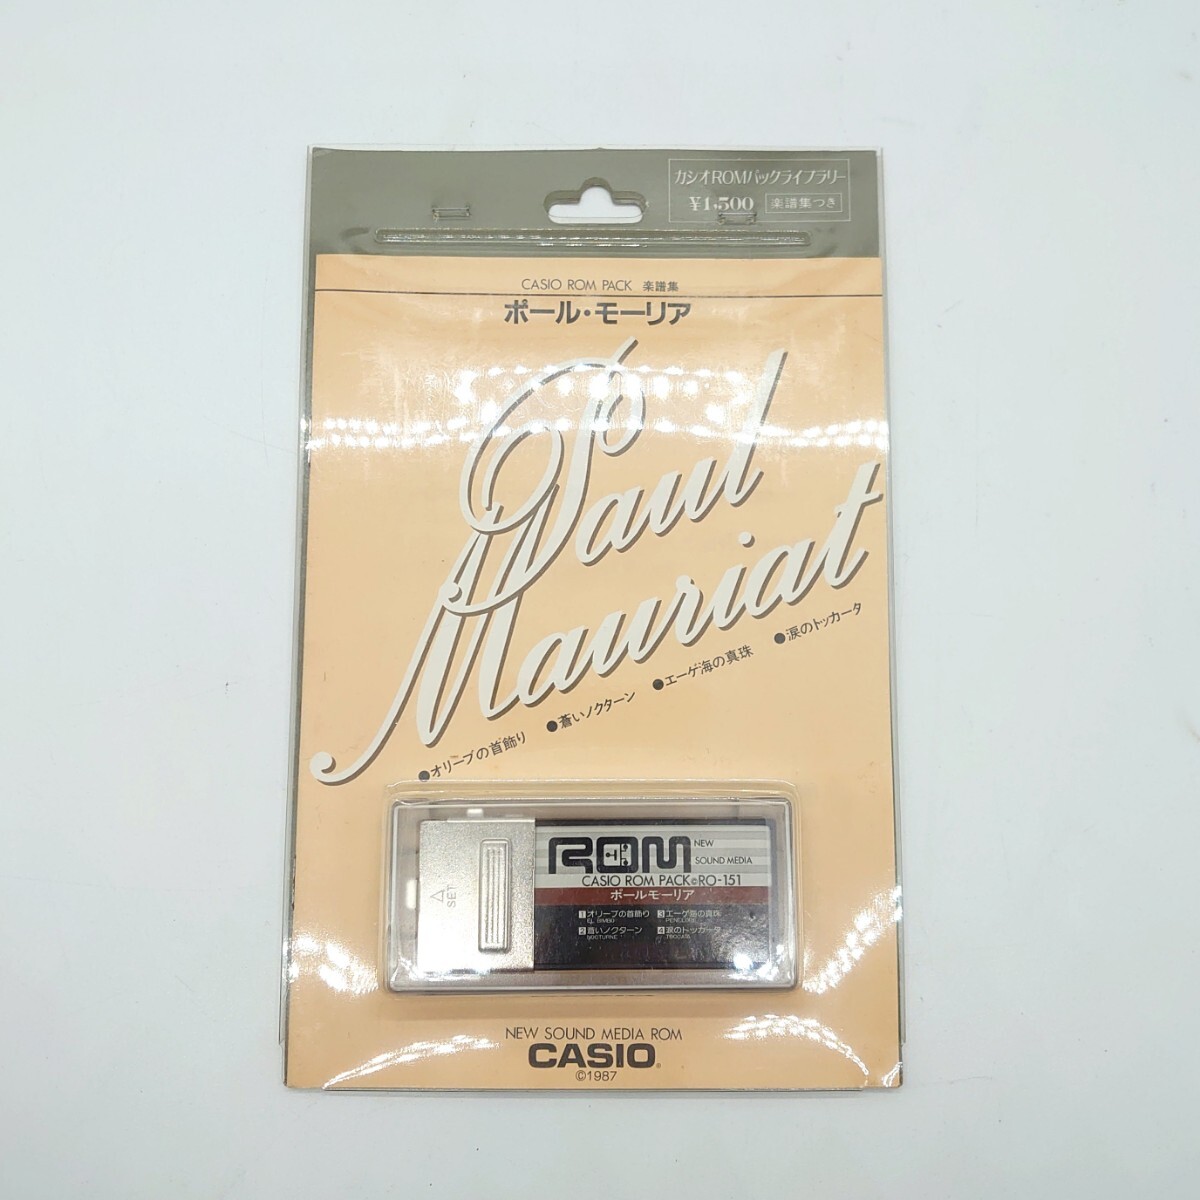 カシオROMパックライブラリー
¥1,500 楽譜集つき
CASIO ROM PACK 楽譜集
ポール・モーリア
Paul
Mauriat
●オリーブの首飾り ●蒼いノクターン ●エーゲ海の真珠 ●涙のトッカータ
△
SET
ROM NEW
SOUND MEDIA
CASIO ROM PACK RO-151
ポールモーリア
1 オリーブの首飾り 3 エーゲ海の真珠
EL BIMBO PENELOPE
2 蒼いノクターン 4 涙のトッカータ
NOCTURNE TOCCATA
NEW SOUND MEDIA ROM
CASIO®
©1987